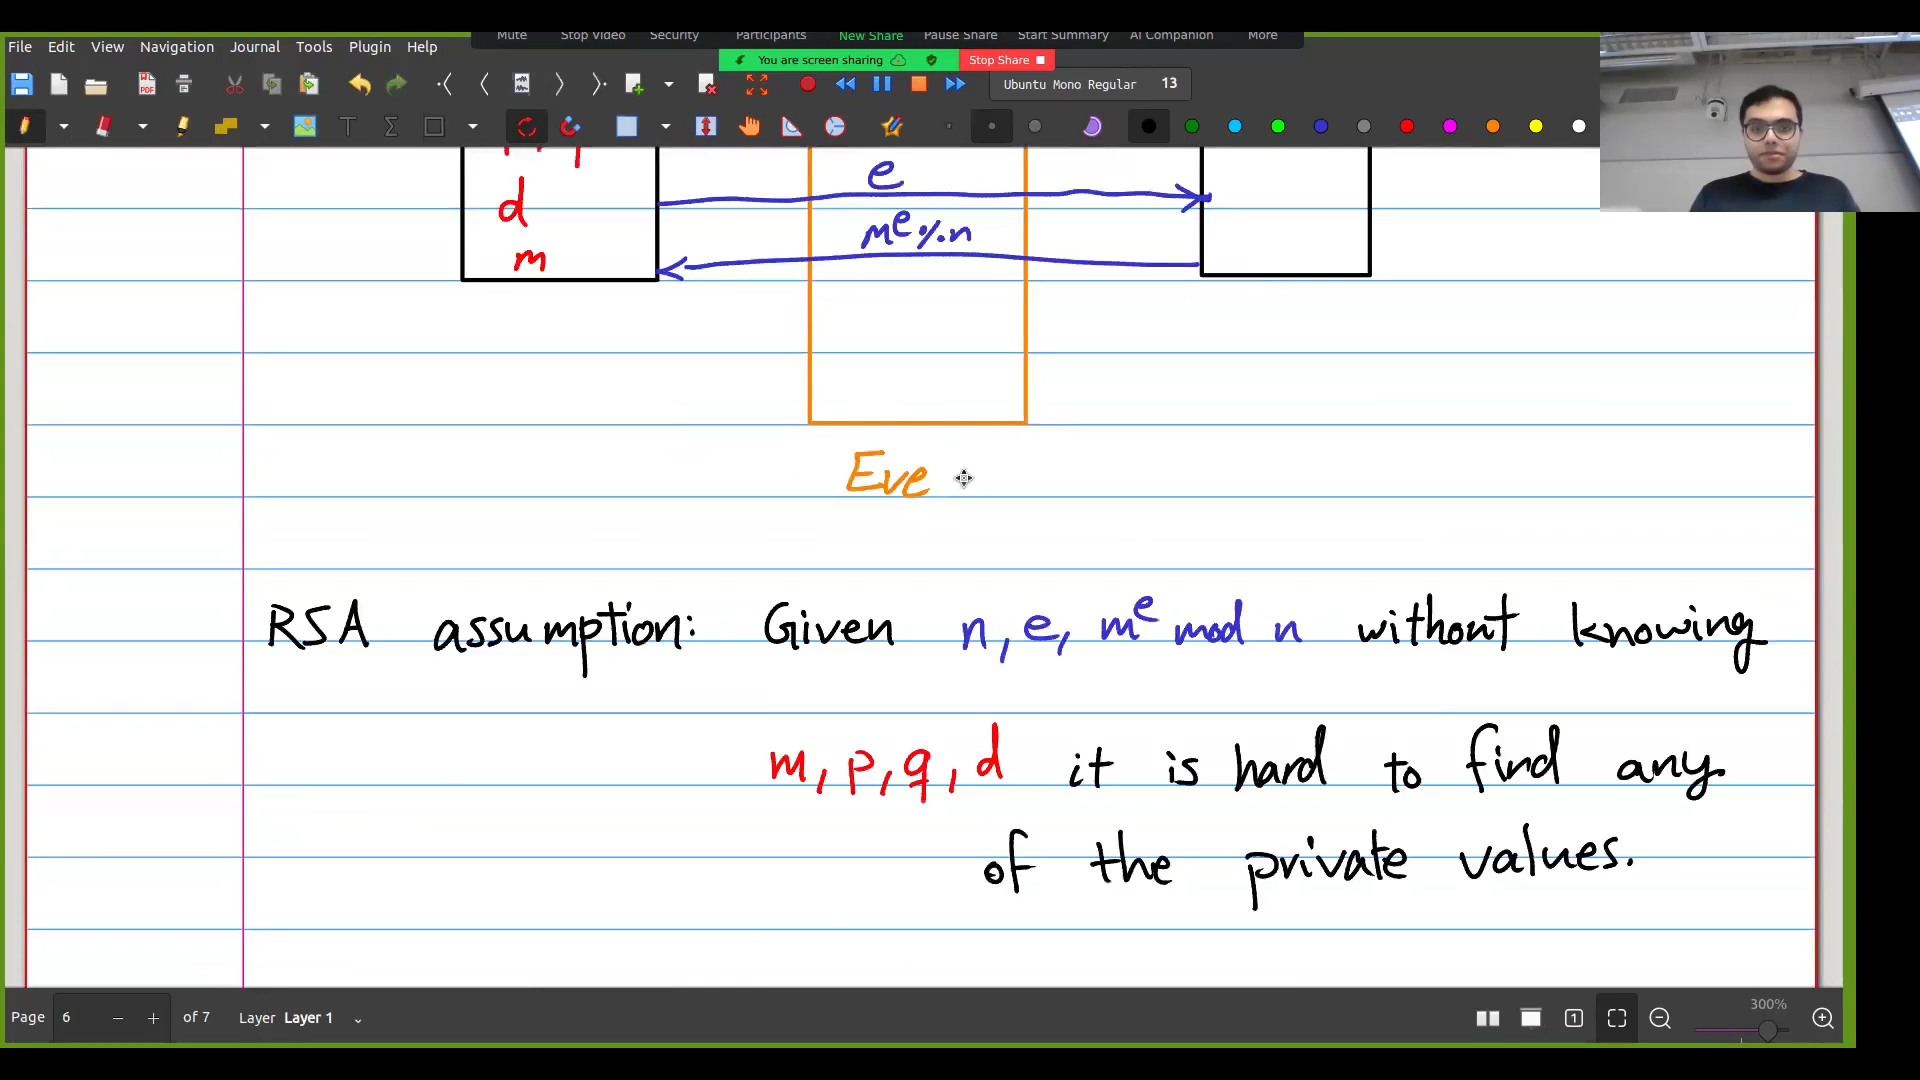 Mute Stop Video Security Participants New Share Pause Share Start Summary AI Companion More
File Edit View Navigation Journal Tools Plugin Help
You are screen sharing Stop Share
Ubuntu Mono Regular 13
e
d
m^e % n
m
Eve
RSA assumption: Given n, e, m^e mod n without knowing
m, p, q, d it is hard to find any
of the private values.
Page 6 of 7 Layer Layer 1 300%